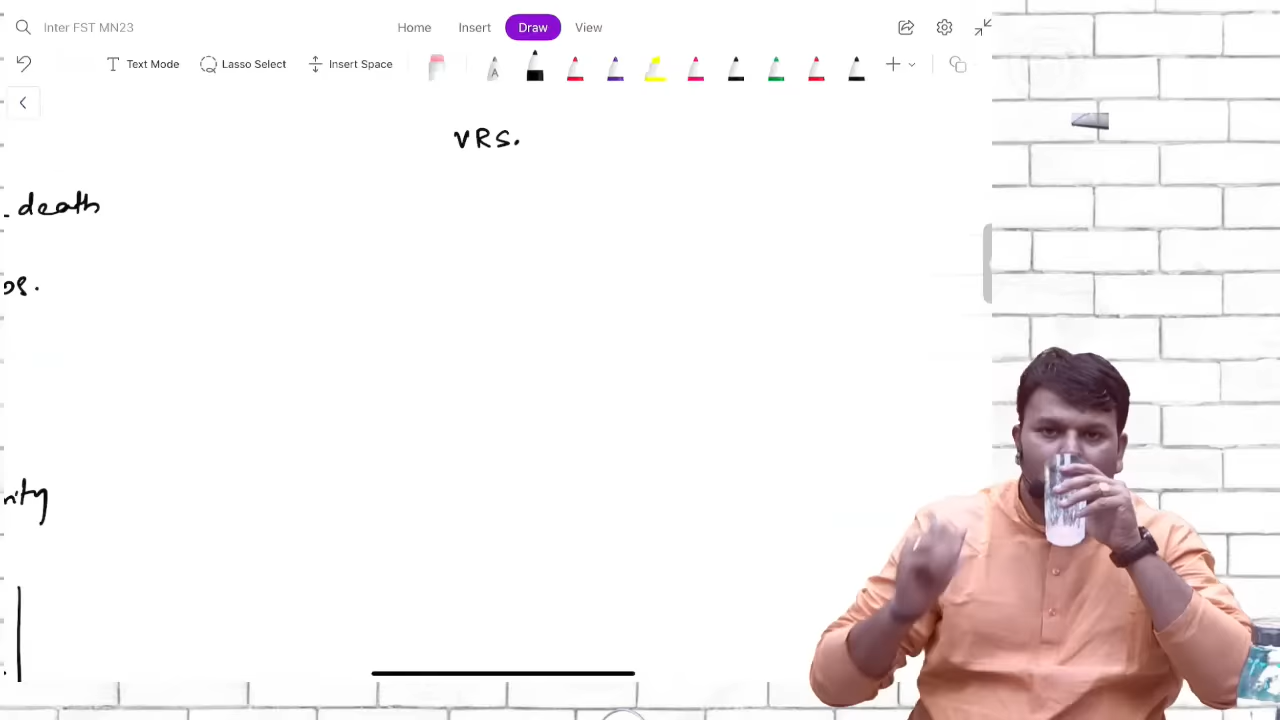 Inter FST MN23
Home Insert Draw View
Text Mode Lasso Select Insert Space
A
VRS.
death